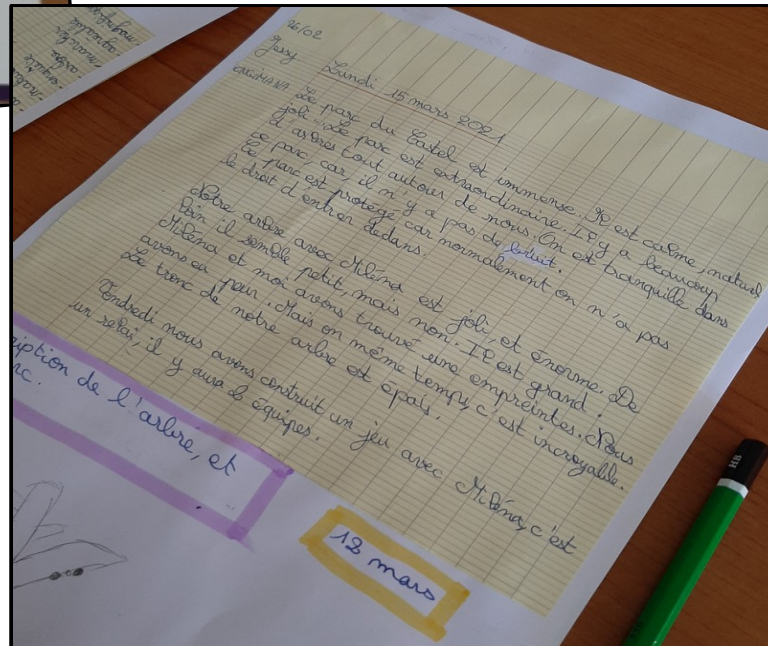 26/02
Jessy
Lundi 15 mars 2021
Le parc du Castel est immense. Il est calme, naturel
joli. Le parc est extraordinaire. Il y a beaucoup
d'arbres tout autour de nous. On est tranquille dans
ce parc, car il n'y a pas de bruit.
Ce parc est protégé car normalement on n'a pas
le droit d'entrer dedans.
Notre arbre avec Miléna est joli, et énorme. De
loin il semble petit, mais non. Il est grand.
Miléna et moi avons trouvé une empreintes. Nous
avons eu peur. Mais en même temps, c'est incroyable.
Le tronc de notre arbre est épais.
Vendredi nous avons construit un jeu avec Miléna, c'est
un relai, il y aura équipes.
iption de l'arbre, et
rc.
12 mars
HB